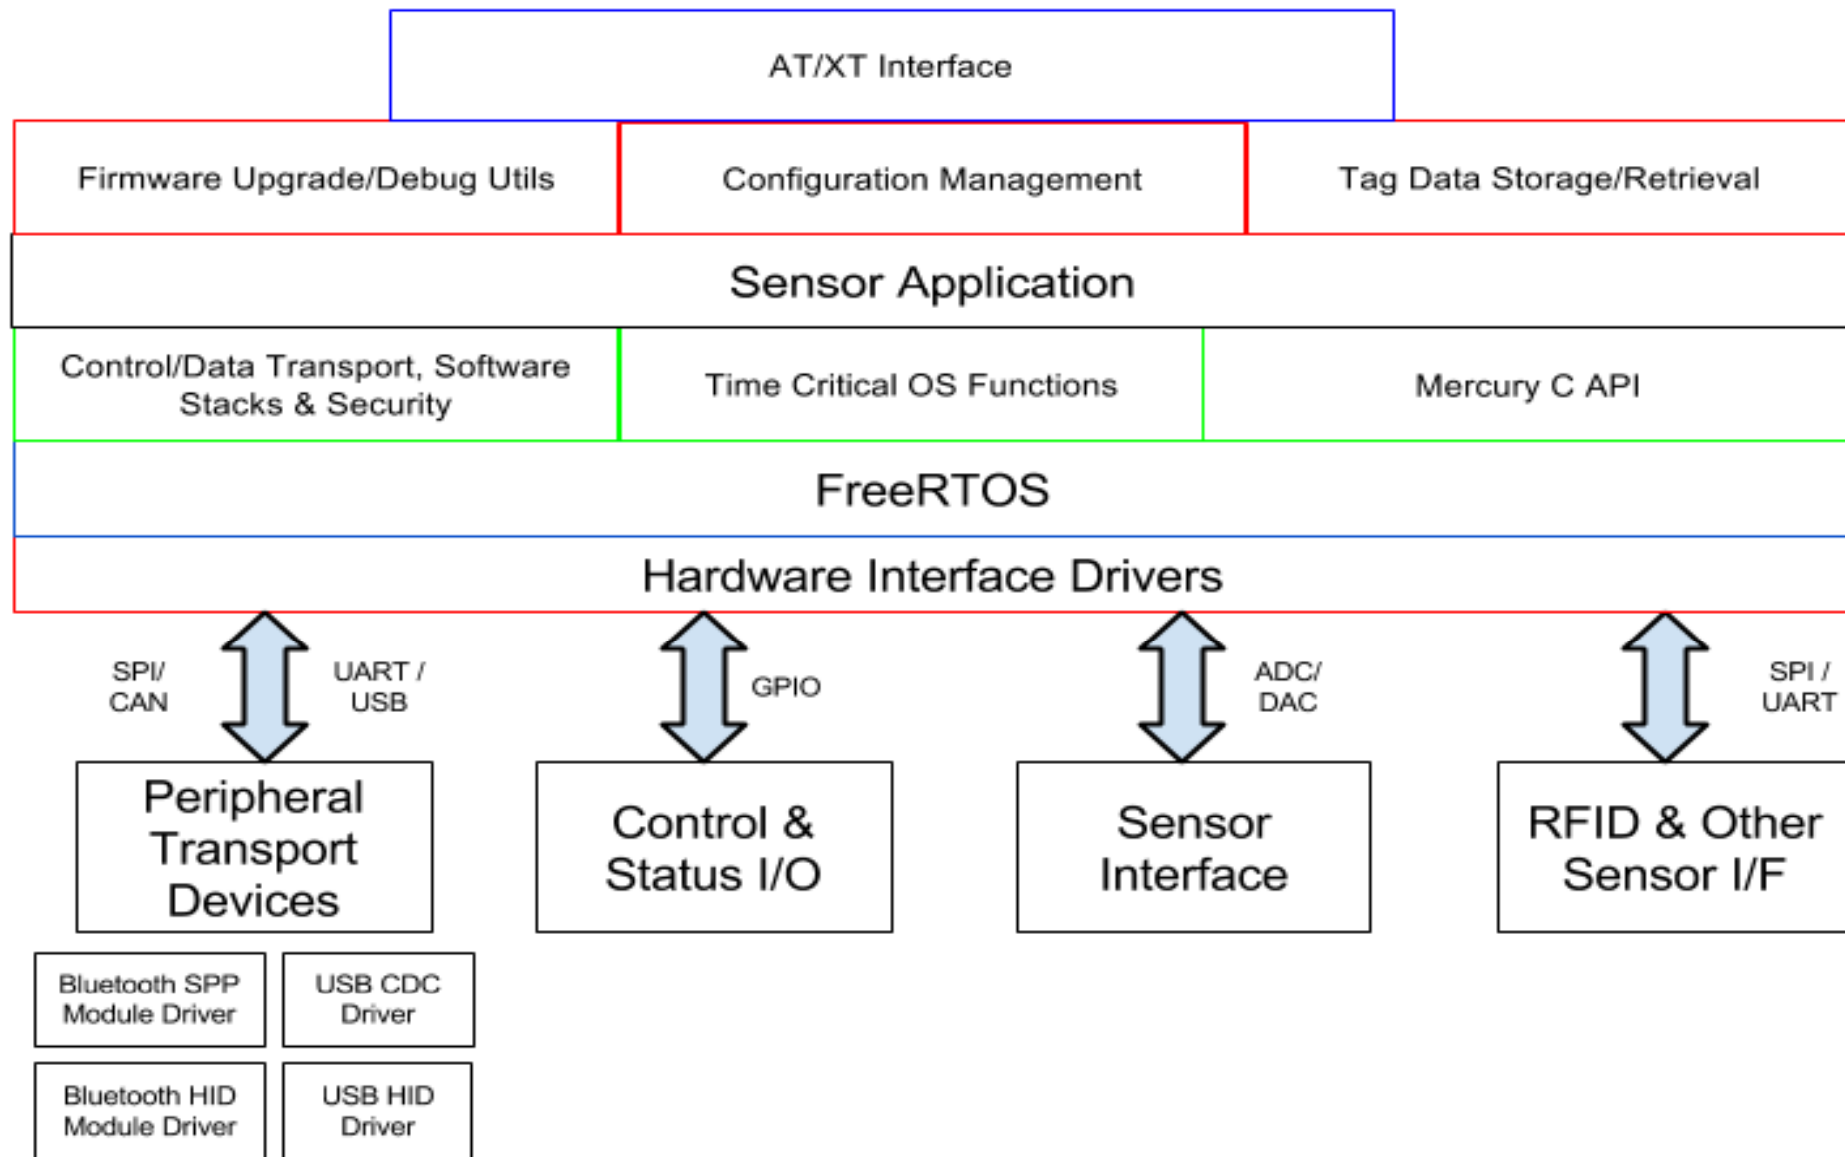 AT/XT Interface
Firmware Upgrade/Debug Utils
Configuration Management
Tag Data Storage/Retrieval
Sensor Application
Control/Data Transport, Software
Stacks & Security
Time Critical OS Functions
Mercury C API
FreeRTOS
Hardware Interface Drivers
SPI/
CAN
UART /
USB
GPIO
ADC/
DAC
SPI /
UART
Peripheral
Transport
Devices
Control &
Status I/O
Sensor
Interface
RFID & Other
Sensor I/F
Bluetooth SPP
Module Driver
USB CDC
Driver
Bluetooth HID
Module Driver
USB HID
Driver